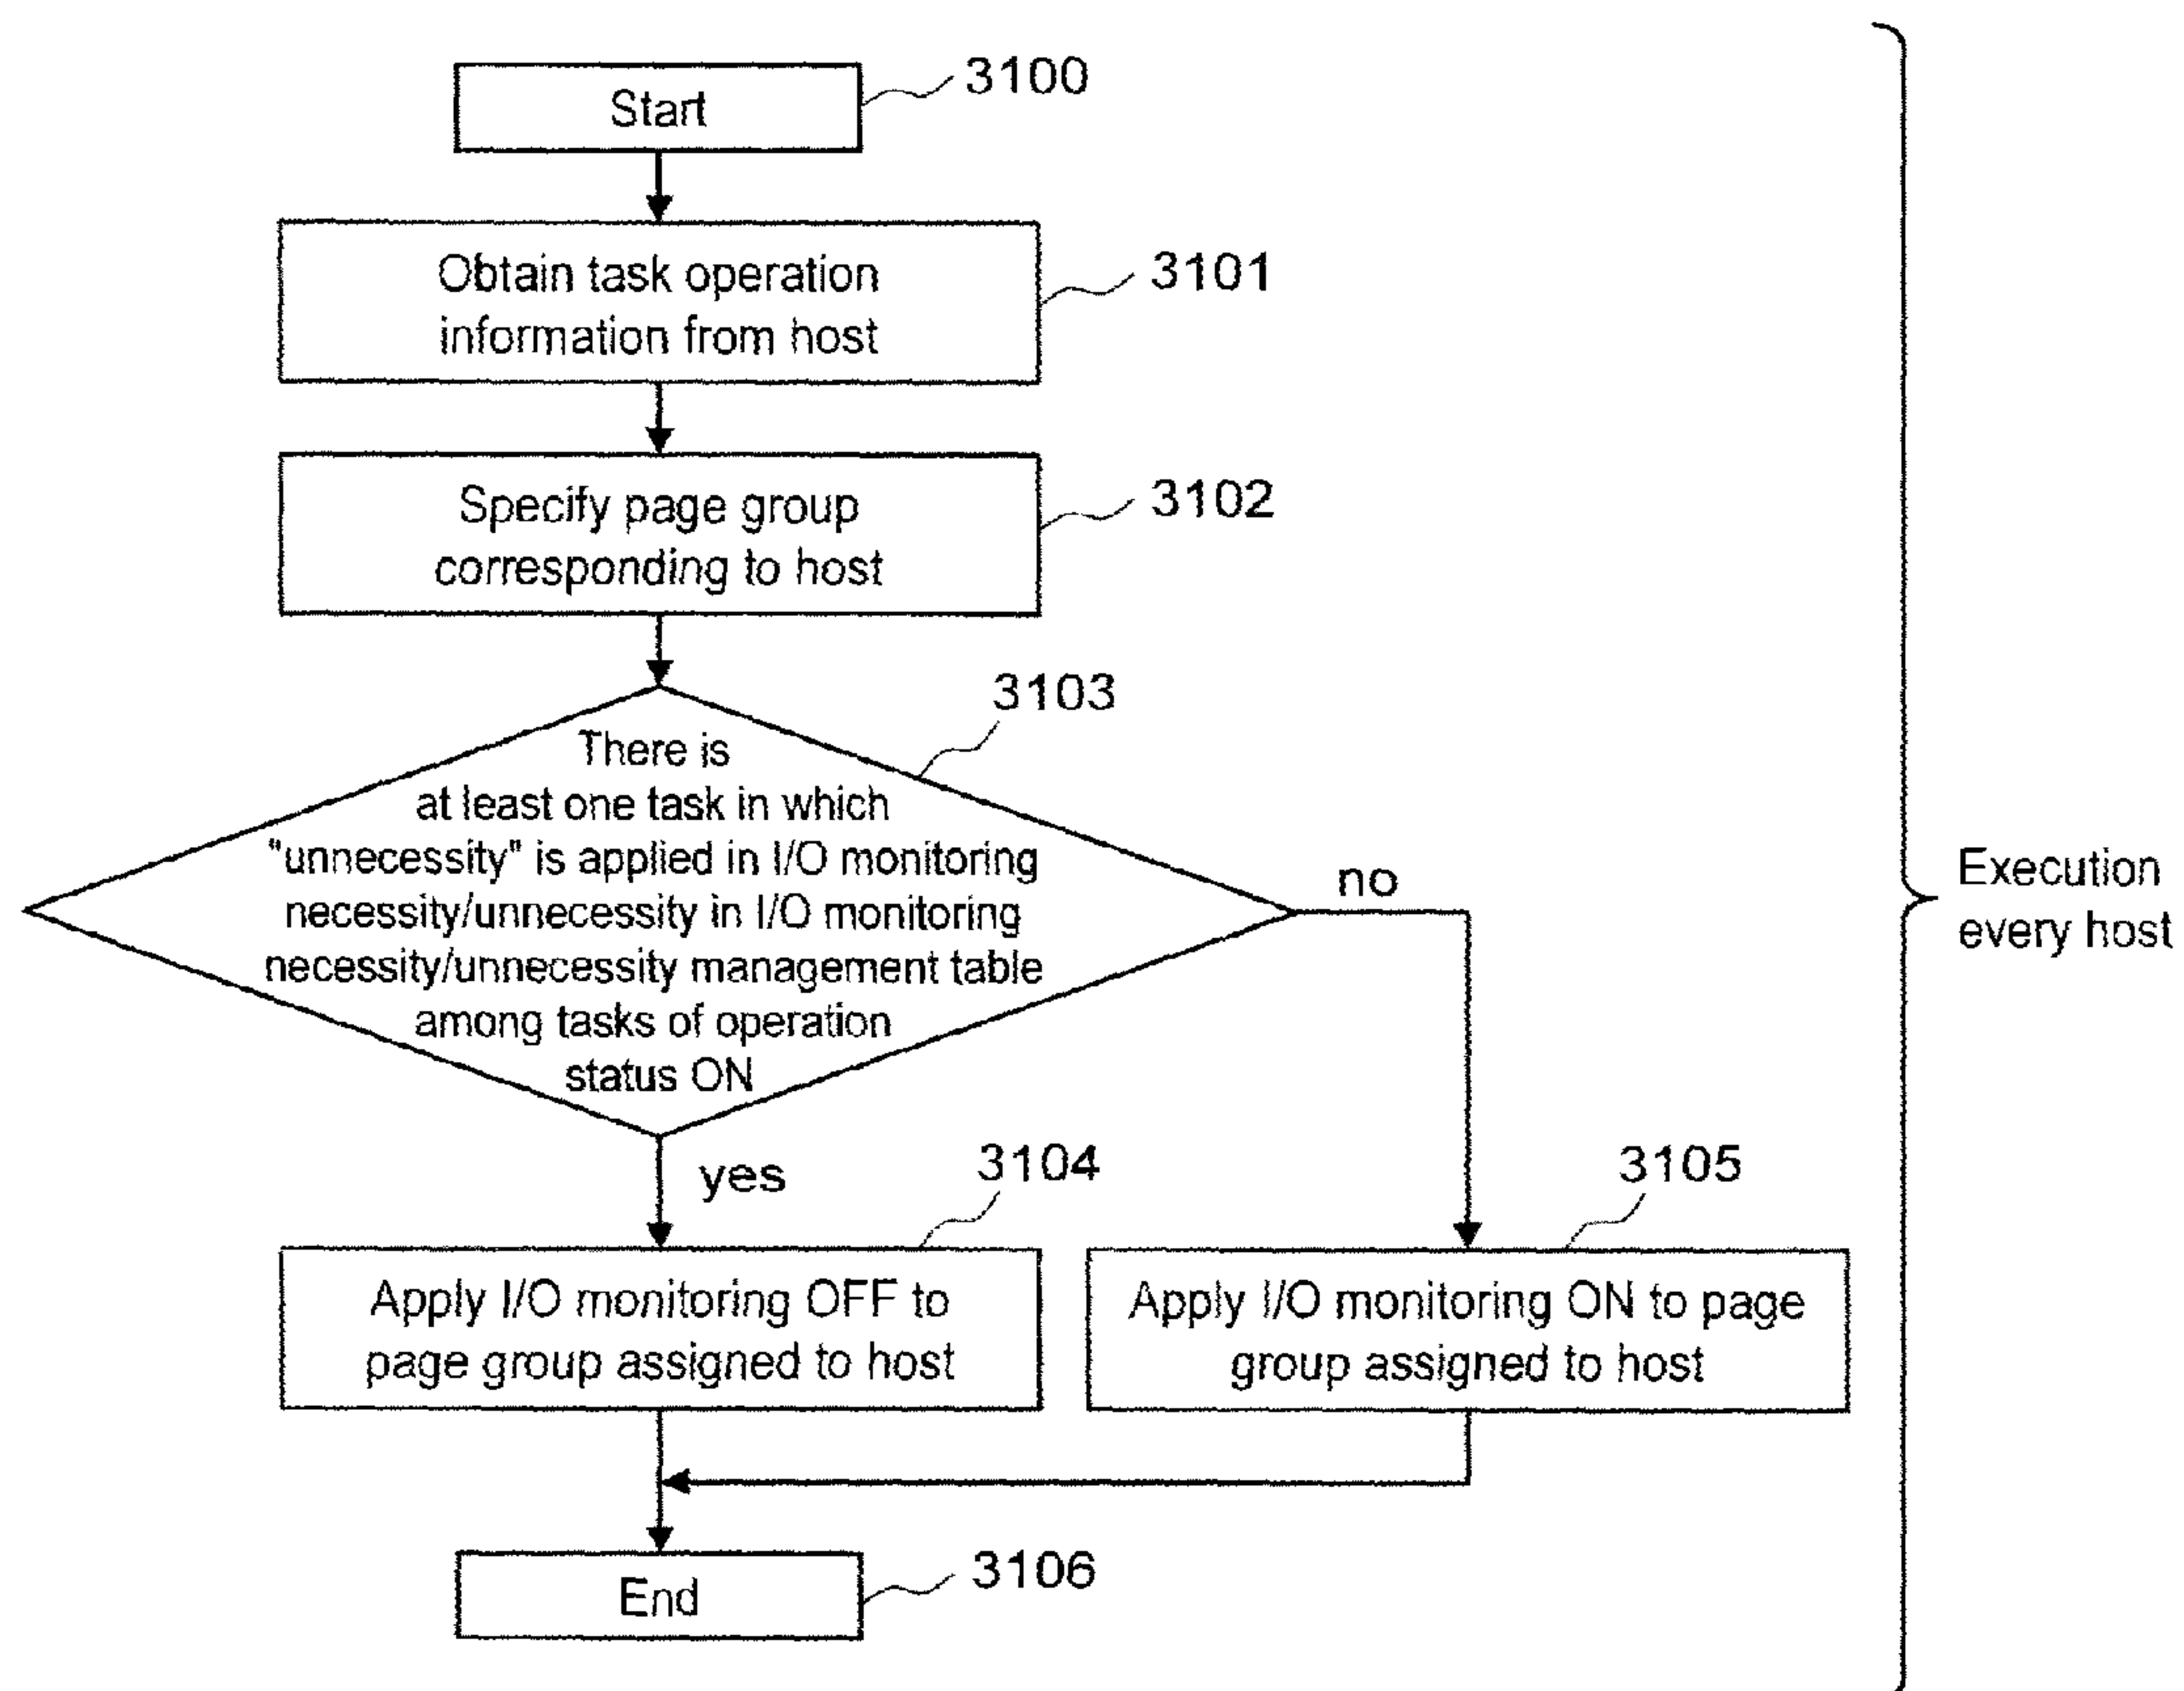 Start
3100
Obtain task operation
information from host
3101
Specify page group
corresponding to host
3102
3103
There is
at least one task in which
"unnecessity" is applied in I/O monitoring
necessity/unnecessity in I/O monitoring
necessity/unnecessity management table
among tasks of operation
status ON
no
yes
3104
Apply I/O monitoring OFF to
page group assigned to host
3105
Apply I/O monitoring ON to page
group assigned to host
End
3106
Execution
every host